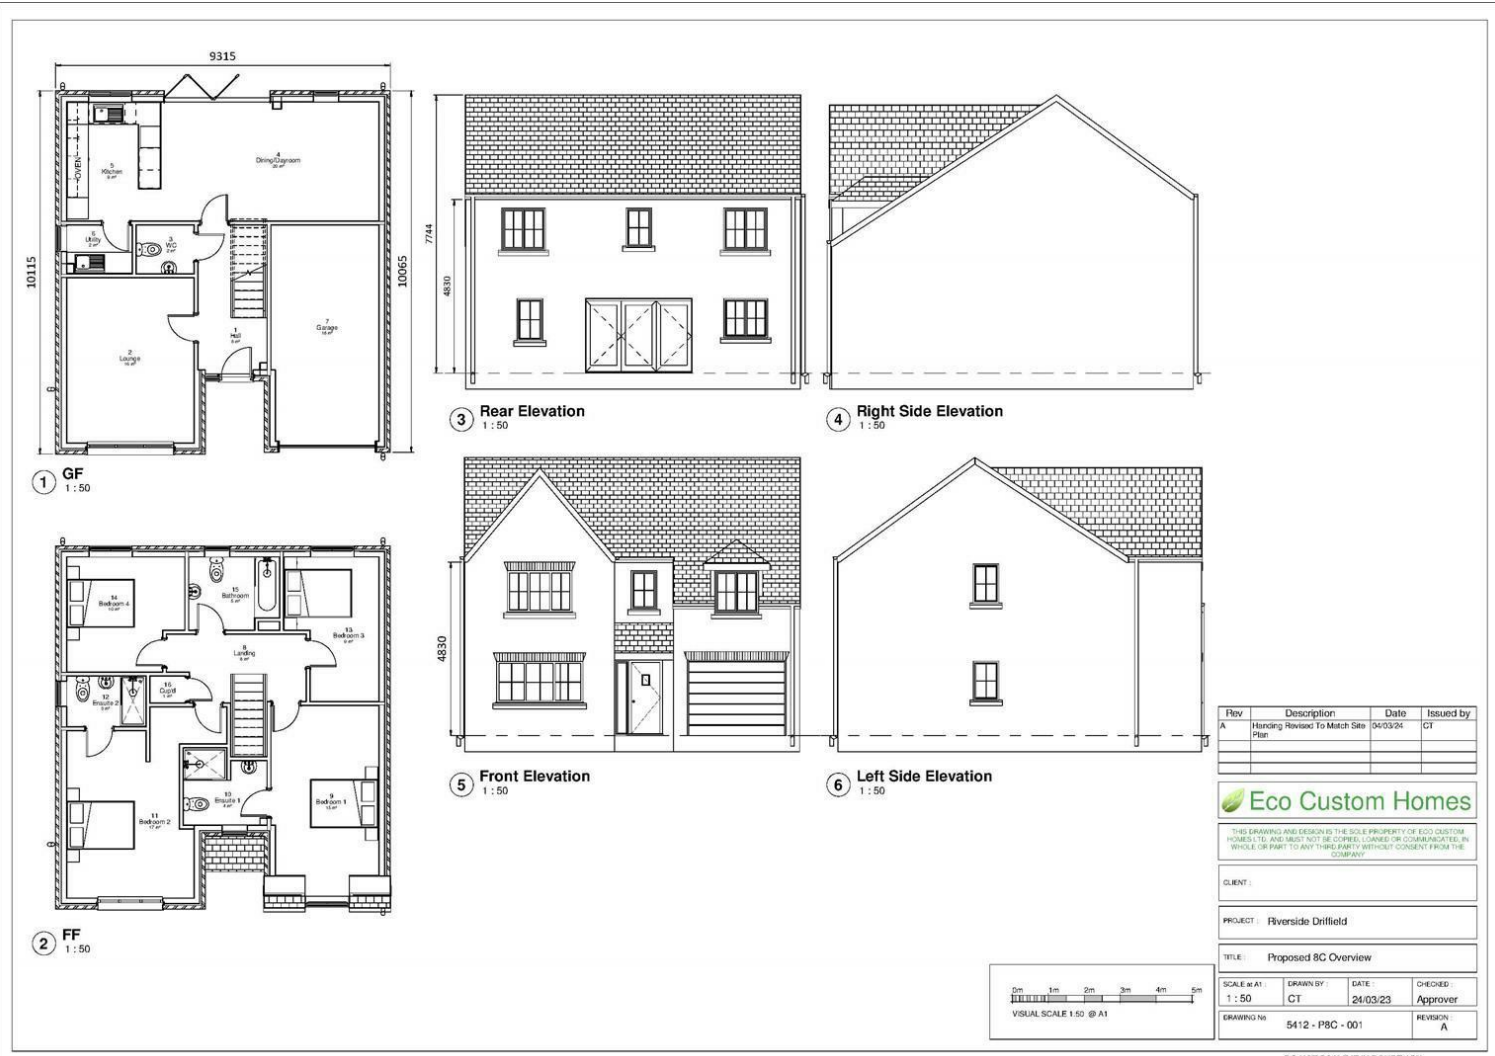 9315
10115
10065
OVEN
5
Kitchen
4
Dining/Dayroom
6
Utility
2 m²
3
WC
2 m²
1
Hall
2
Lounge
7
Garage
1
GF
1 : 50
7744
4830
3
Rear Elevation
1 : 50
4
Right Side Elevation
1 : 50
14
Bedroom 4
15
Bathroom
13
Bedroom 3
8
Landing
12
Ensuite 2
16
Cup'd
11
Bedroom 2
17 m²
10
Ensuite 1
9
Bedroom 1
2
FF
1 : 50
4830
5
Front Elevation
1 : 50
6
Left Side Elevation
1 : 50
Rev Description Date Issued by
A Handing Revised To Match Site Plan 04/03/24 CT
Eco Custom Homes
THIS DRAWING AND DESIGN IS THE SOLE PROPERTY OF ECO CUSTOM
HOMES LTD. AND MUST NOT BE COPIED, LOANED OR COMMUNICATED, IN
WHOLE OR PART TO ANY THIRD PARTY WITHOUT CONSENT FROM THE
COMPANY
CLIENT :
PROJECT : Riverside Driffield
TITLE : Proposed 8C Overview
SCALE at A1 : DRAWN BY : DATE : CHECKED :
1 : 50 CT 24/03/23 Approver
DRAWING No REVISION :
5412 - P8C - 001 A
0m 1m 2m 3m 4m 5m
VISUAL SCALE 1:50 @ A1